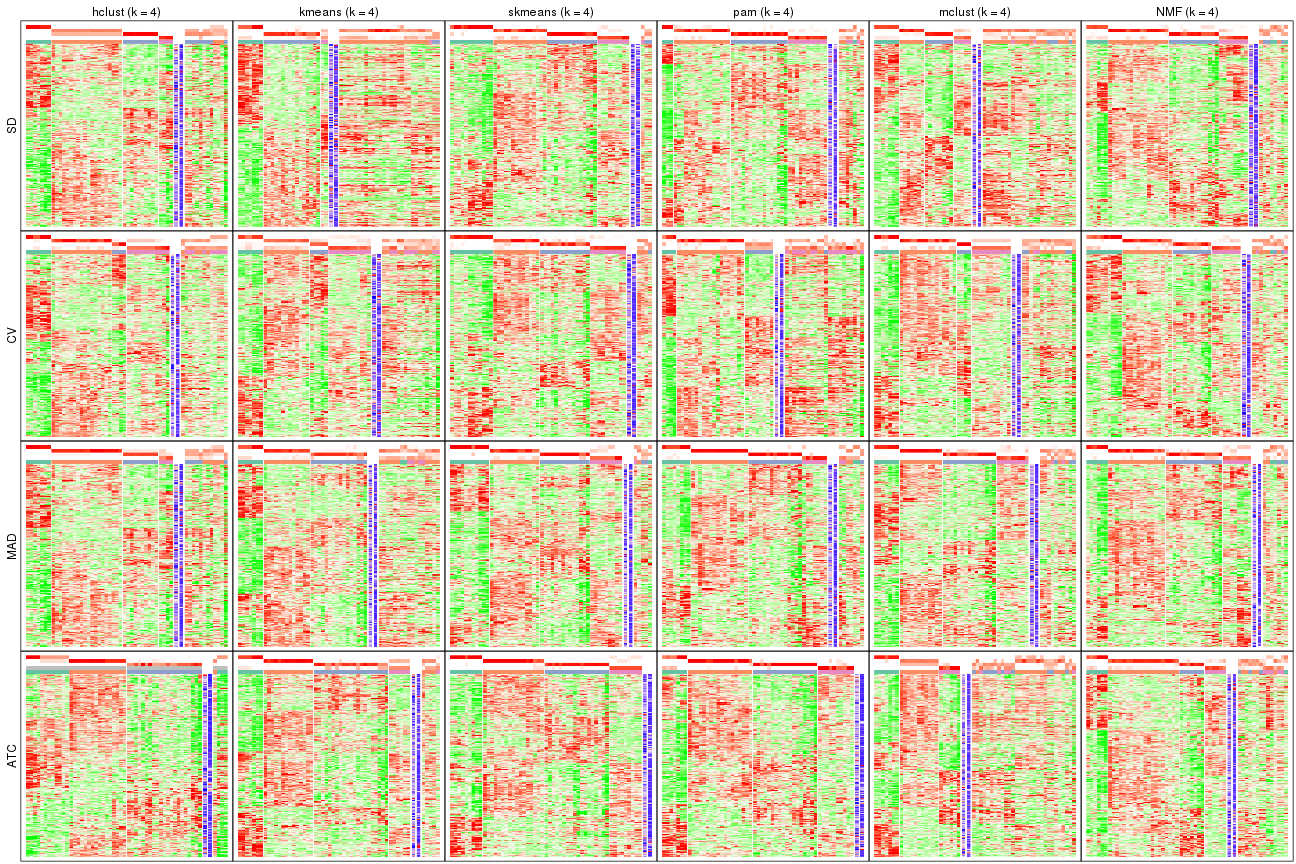 hclust (k = 4) kmeans (k = 4) skmeans (k = 4) pam (k = 4) mclust (k = 4) NMF (k = 4)
SD
CV
MAD
ATC